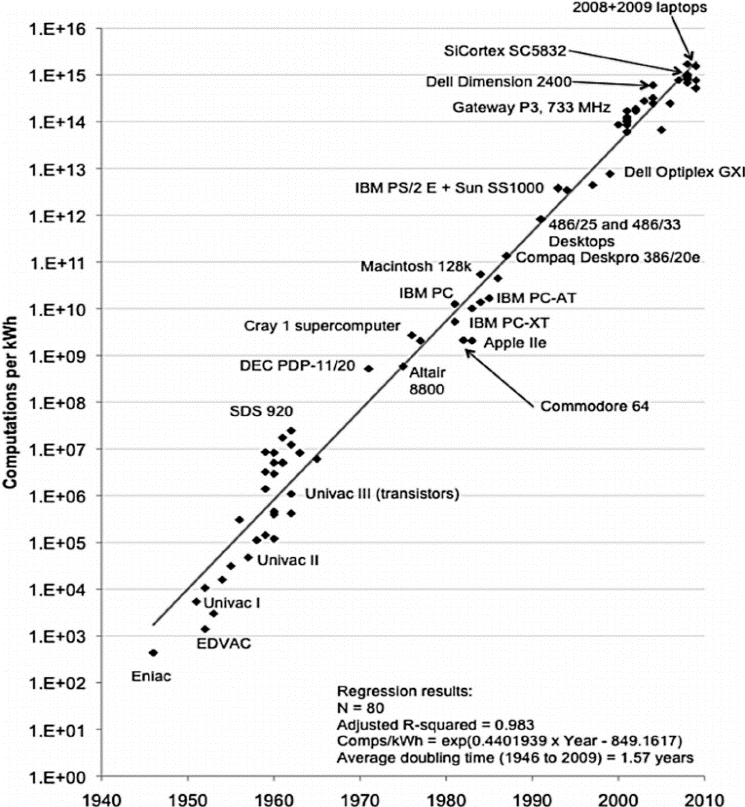 2008+2009 laptops
1.E+16
SiCortex SC5832
1.E+15
Dell Dimension 2400
Gateway P3, 733 MHz
1.E+14
1.E+13
Dell Optiplex GXI
IBM PS/2 E + Sun SS1000
1.E+12
486/25 and 486/33
Desktops
1.E+11
Compaq Deskpro 386/20e
Macintosh 128k
IBM PC
IBM PC-AT
1.E+10
IBM PC-XT
Cray 1 supercomputer
Apple IIe
1.E+09
DEC PDP-11/20
Altair
8800
1.E+08
Commodore 64
SDS 920
1.E+07
1.E+06
Univac III (transistors)
1.E+05
Univac II
1.E+04
Univac I
1.E+03
EDVAC
Eniac
1.E+02
1.E+01
1.E+00
Computations per kWh
Regression results:
N = 80
Adjusted R-squared = 0.983
Comps/kWh = exp(0.4401939 x Year - 849.1617)
Average doubling time (1946 to 2009) = 1.57 years
1940 1950 1960 1970 1980 1990 2000 2010